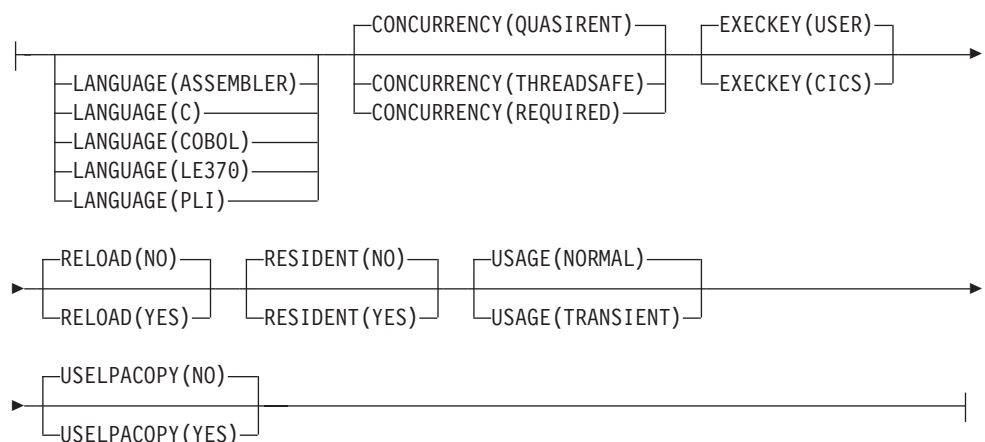 CONCURRENCY(QUASIRENT) EXECKEY(USER)
LANGUAGE(ASSEMBLER) CONCURRENCY(THREADSAFE) EXECKEY(CICS)
LANGUAGE(C) CONCURRENCY(REQUIRED)
LANGUAGE(COBOL)
LANGUAGE(LE370)
LANGUAGE(PLI)
RELOAD(NO) RESIDENT(NO) USAGE(NORMAL)
RELOAD(YES) RESIDENT(YES) USAGE(TRANSIENT)
USELPACOPY(NO)
USELPACOPY(YES)